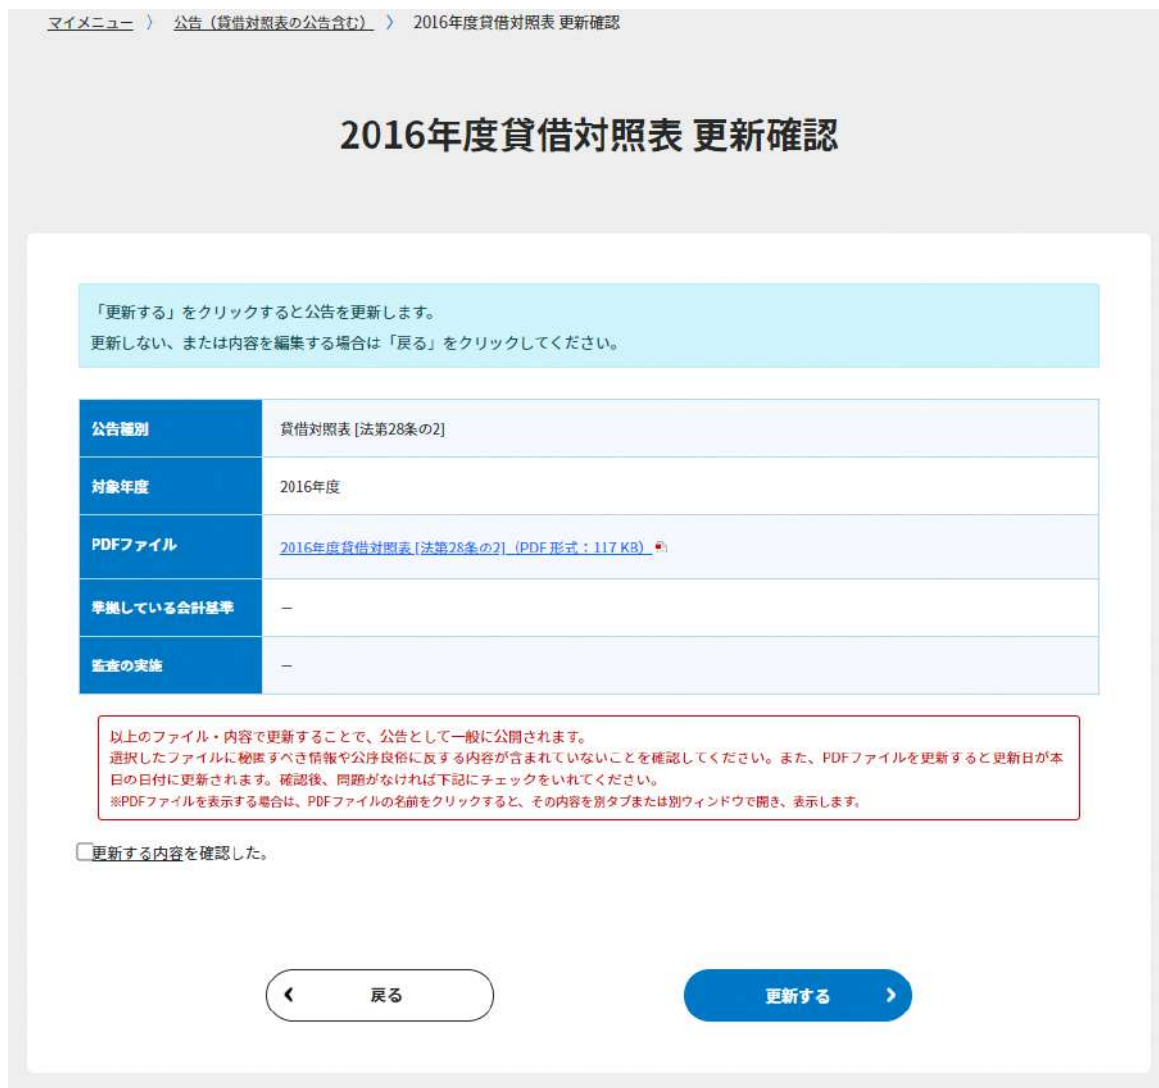 マイメニュー 〉 公告（貸借対照表の公告含む） 〉 2016年度貸借対照表 更新確認
2016年度貸借対照表 更新確認
「更新する」をクリックすると公告を更新します。
更新しない、または内容を編集する場合は「戻る」をクリックしてください。
公告種別 貸借対照表 [法第28条の2]
対象年度 2016年度
PDFファイル 2016年度貸借対照表 [法第28条の2]（PDF 形式：117 KB）
準拠している会計基準 －
監査の実施 －
以上のファイル・内容で更新することで、公告として一般に公開されます。
選択したファイルに秘匿すべき情報や公序良俗に反する内容が含まれていないことを確認してください。また、PDFファイルを更新すると更新日が本
日の日付に更新されます。確認後、問題がなければ下記にチェックをいれてください。
※PDFファイルを表示する場合は、PDFファイルの名前をクリックすると、その内容を別タブまたは別ウィンドウで開き、表示します。
更新する内容を確認した。
戻る 更新する